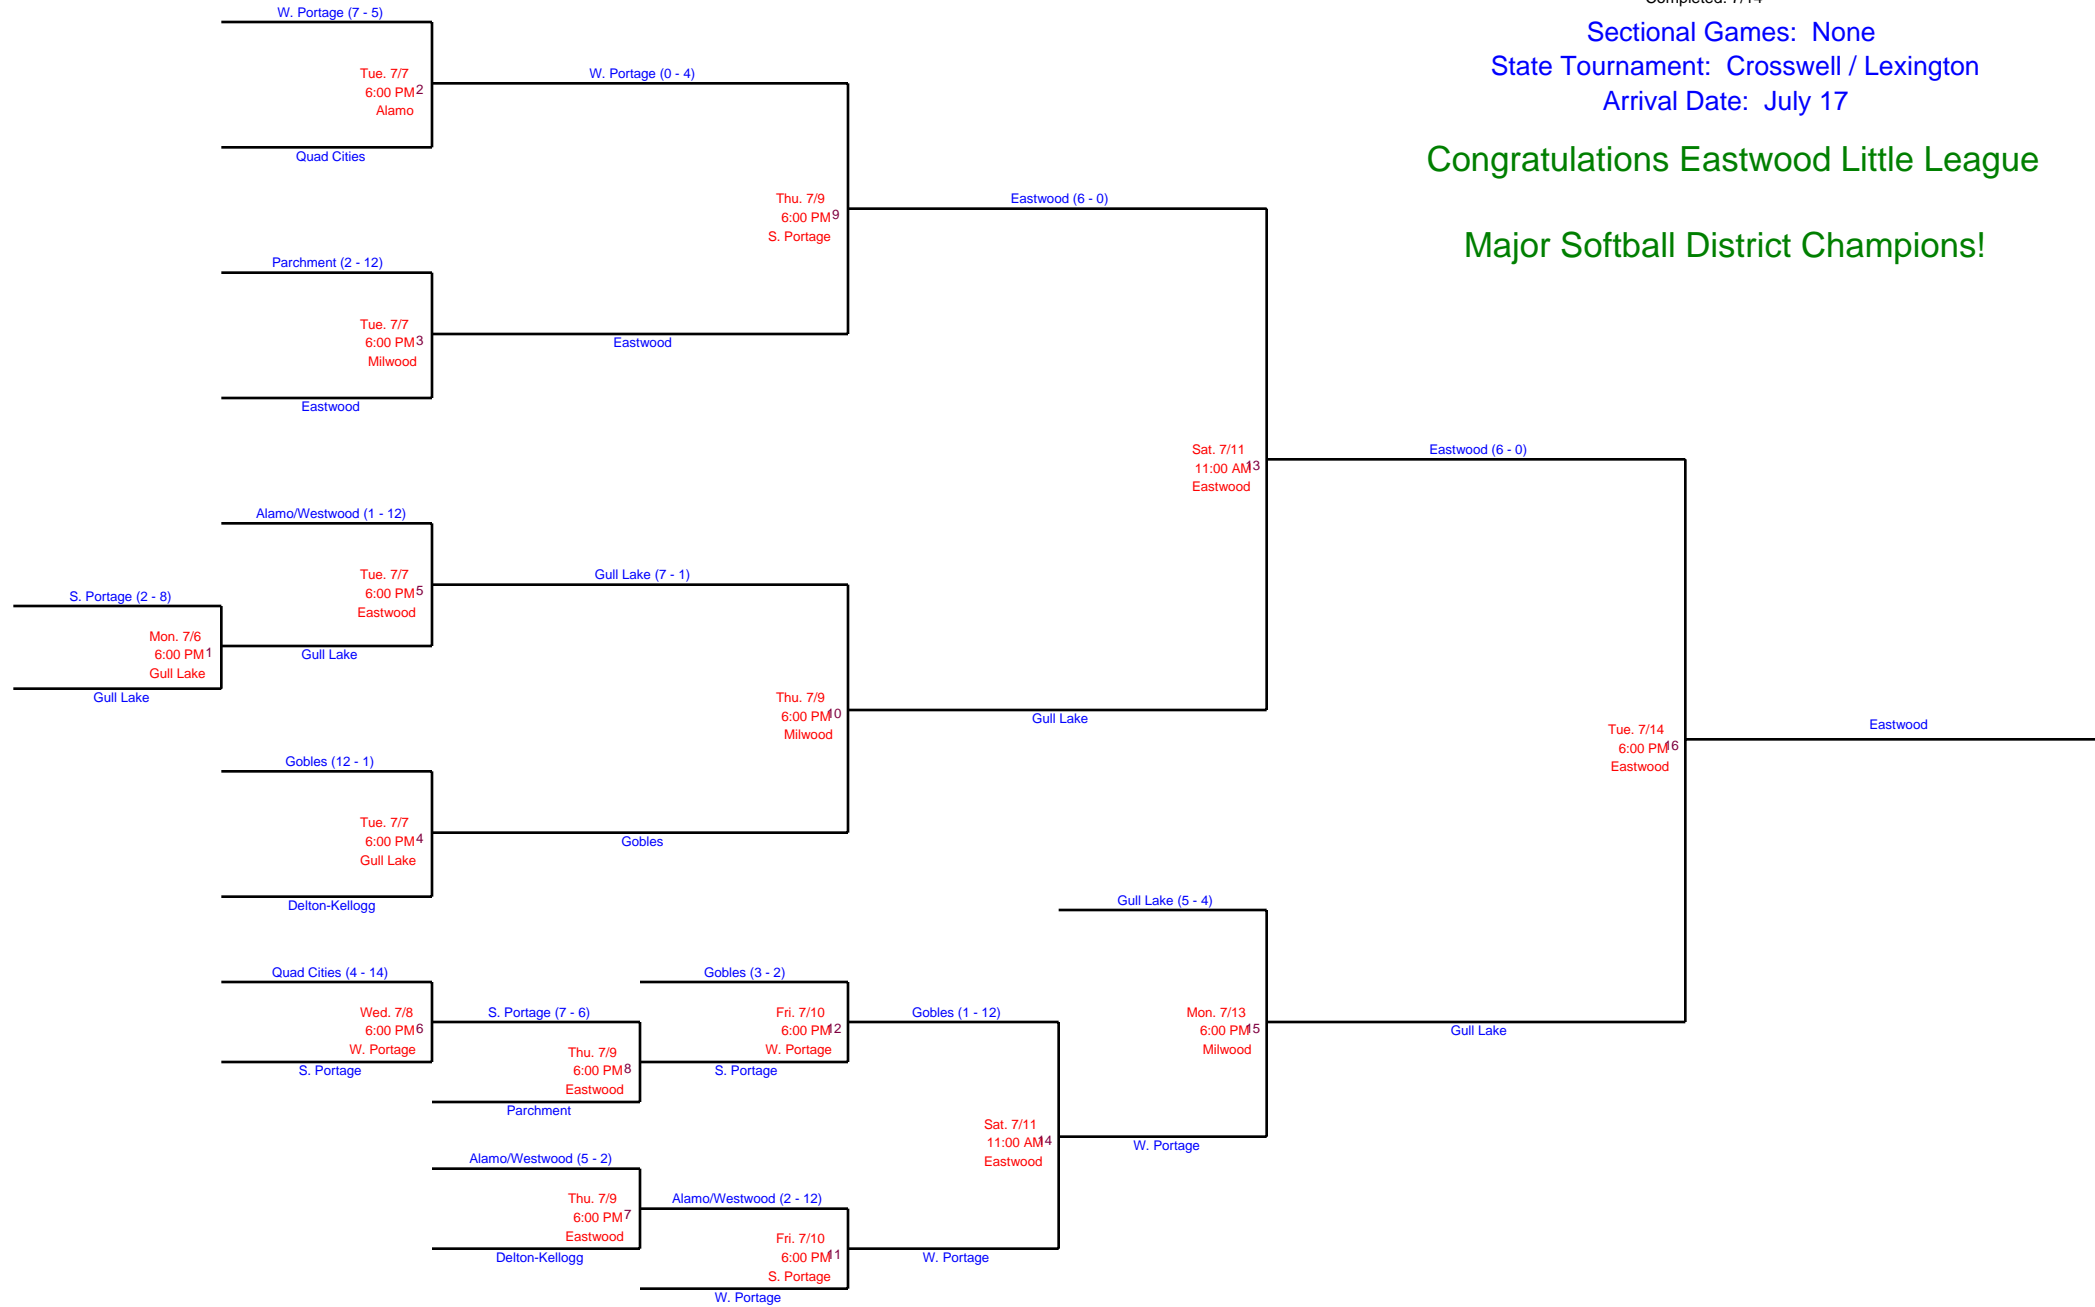 Completed: 7/14
Sectional Games: None
State Tournament: Crosswell / Lexington
Arrival Date: July 17
Congratulations Eastwood Little League
Major Softball District Champions!
W. Portage (7 - 5)
Tue. 7/7
6:00 PM 2
Alamo
Quad Cities
W. Portage (0 - 4)
Thu. 7/9
6:00 PM 9
S. Portage
Parchment (2 - 12)
Tue. 7/7
6:00 PM 3
Milwood
Eastwood
Eastwood
Eastwood (6 - 0)
Sat. 7/11
11:00 AM 13
Eastwood
Eastwood (6 - 0)
S. Portage (2 - 8)
Mon. 7/6
6:00 PM 1
Gull Lake
Gull Lake
Alamo/Westwood (1 - 12)
Tue. 7/7
6:00 PM 5
Eastwood
Gull Lake
Gull Lake (7 - 1)
Thu. 7/9
6:00 PM 10
Milwood
Gull Lake
Gobles (12 - 1)
Tue. 7/7
6:00 PM 4
Gull Lake
Delton-Kellogg
Gobles
Tue. 7/14
6:00 PM 16
Eastwood
Eastwood
Gull Lake (5 - 4)
Mon. 7/13
6:00 PM 15
Milwood
Gull Lake
Quad Cities (4 - 14)
Wed. 7/8
6:00 PM 6
W. Portage
S. Portage
S. Portage (7 - 6)
Thu. 7/9
6:00 PM 8
Eastwood
Parchment
Gobles (3 - 2)
Fri. 7/10
6:00 PM 12
W. Portage
S. Portage
Gobles (1 - 12)
Sat. 7/11
11:00 AM 14
Eastwood
W. Portage
Alamo/Westwood (5 - 2)
Thu. 7/9
6:00 PM 7
Eastwood
Delton-Kellogg
Alamo/Westwood (2 - 12)
Fri. 7/10
6:00 PM 11
S. Portage
W. Portage
W. Portage